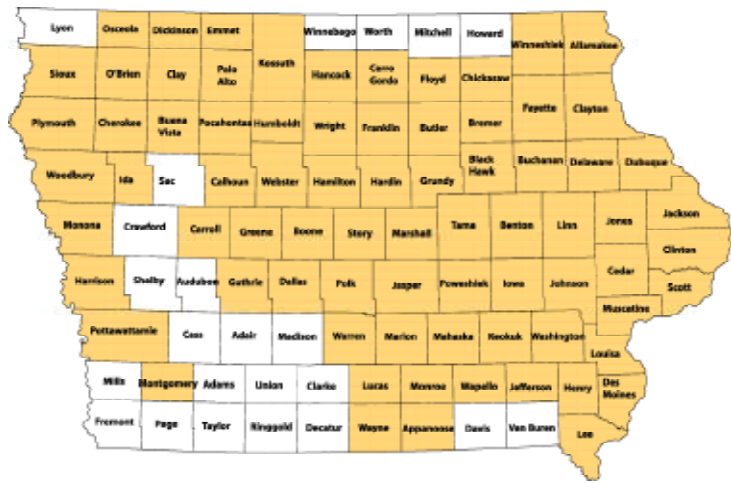 Lyon Osceola Dickinson Emmet Winnebago Worth Mitchell Howard Winneshiek Allamakee
Kossuth
Sioux O'Brien Clay Palo Alto Hancock Cerro Gordo Floyd Chickasaw
Fayette Clayton
Plymouth Cherokee Buena Vista Pocahontas Humboldt Wright Franklin Butler Bremer
Woodbury Ida Sac Calhoun Webster Hamilton Hardin Grundy Black Hawk Buchanan Delaware Dubuque
Monona Crawford Carroll Greene Boone Story Marshall Tama Benton Linn Jones Jackson
Clinton
Harrison Shelby Audubon Guthrie Dallas Polk Jasper Poweshiek Iowa Johnson Cedar Scott
Muscatine
Pottawattamie Cass Adair Madison Warren Marion Mahaska Keokuk Washington Louisa
Mills Montgomery Adams Union Clarke Lucas Monroe Wapello Jefferson Henry Des Moines
Fremont Page Taylor Ringgold Decatur Wayne Appanoose Davis Van Buren Lee